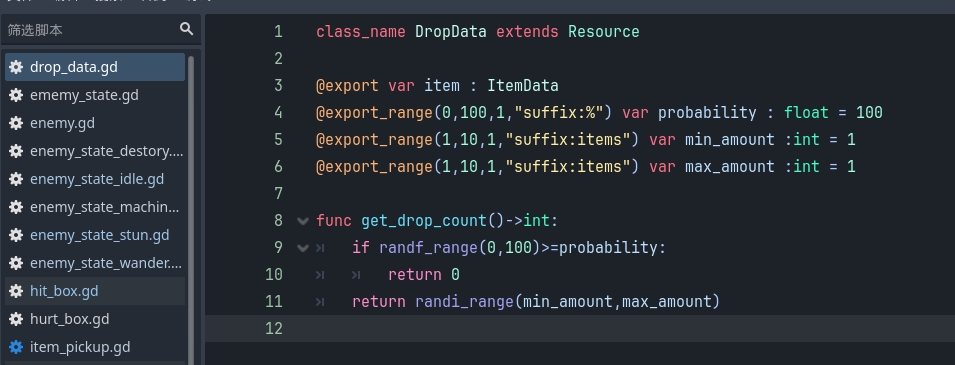 筛选脚本
drop_data.gd
ememy_state.gd
enemy.gd
enemy_state_destory....
enemy_state_idle.gd
enemy_state_machin...
enemy_state_stun.gd
enemy_state_wander....
hit_box.gd
hurt_box.gd
item_pickup.gd
1 class_name DropData extends Resource
2
3 @export var item : ItemData
4 @export_range(0,100,1,"suffix:%") var probability : float = 100
5 @export_range(1,10,1,"suffix:items") var min_amount :int = 1
6 @export_range(1,10,1,"suffix:items") var max_amount :int = 1
7
8 func get_drop_count()->int:
9 if randf_range(0,100)>=probability:
10 return 0
11 return randi_range(min_amount,max_amount)
12